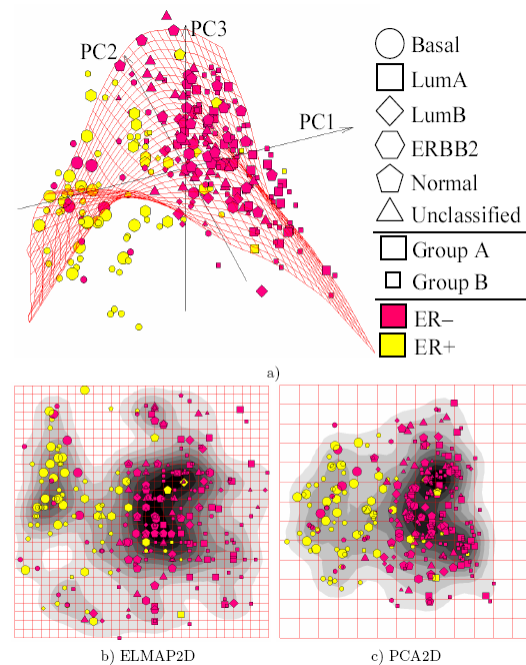 PC3
PC2
PC1
Basal
LumA
LumB
ERBB2
Normal
Unclassified
Group A
Group B
ER−
ER+
a)
b) ELMAP2D
c) PCA2D